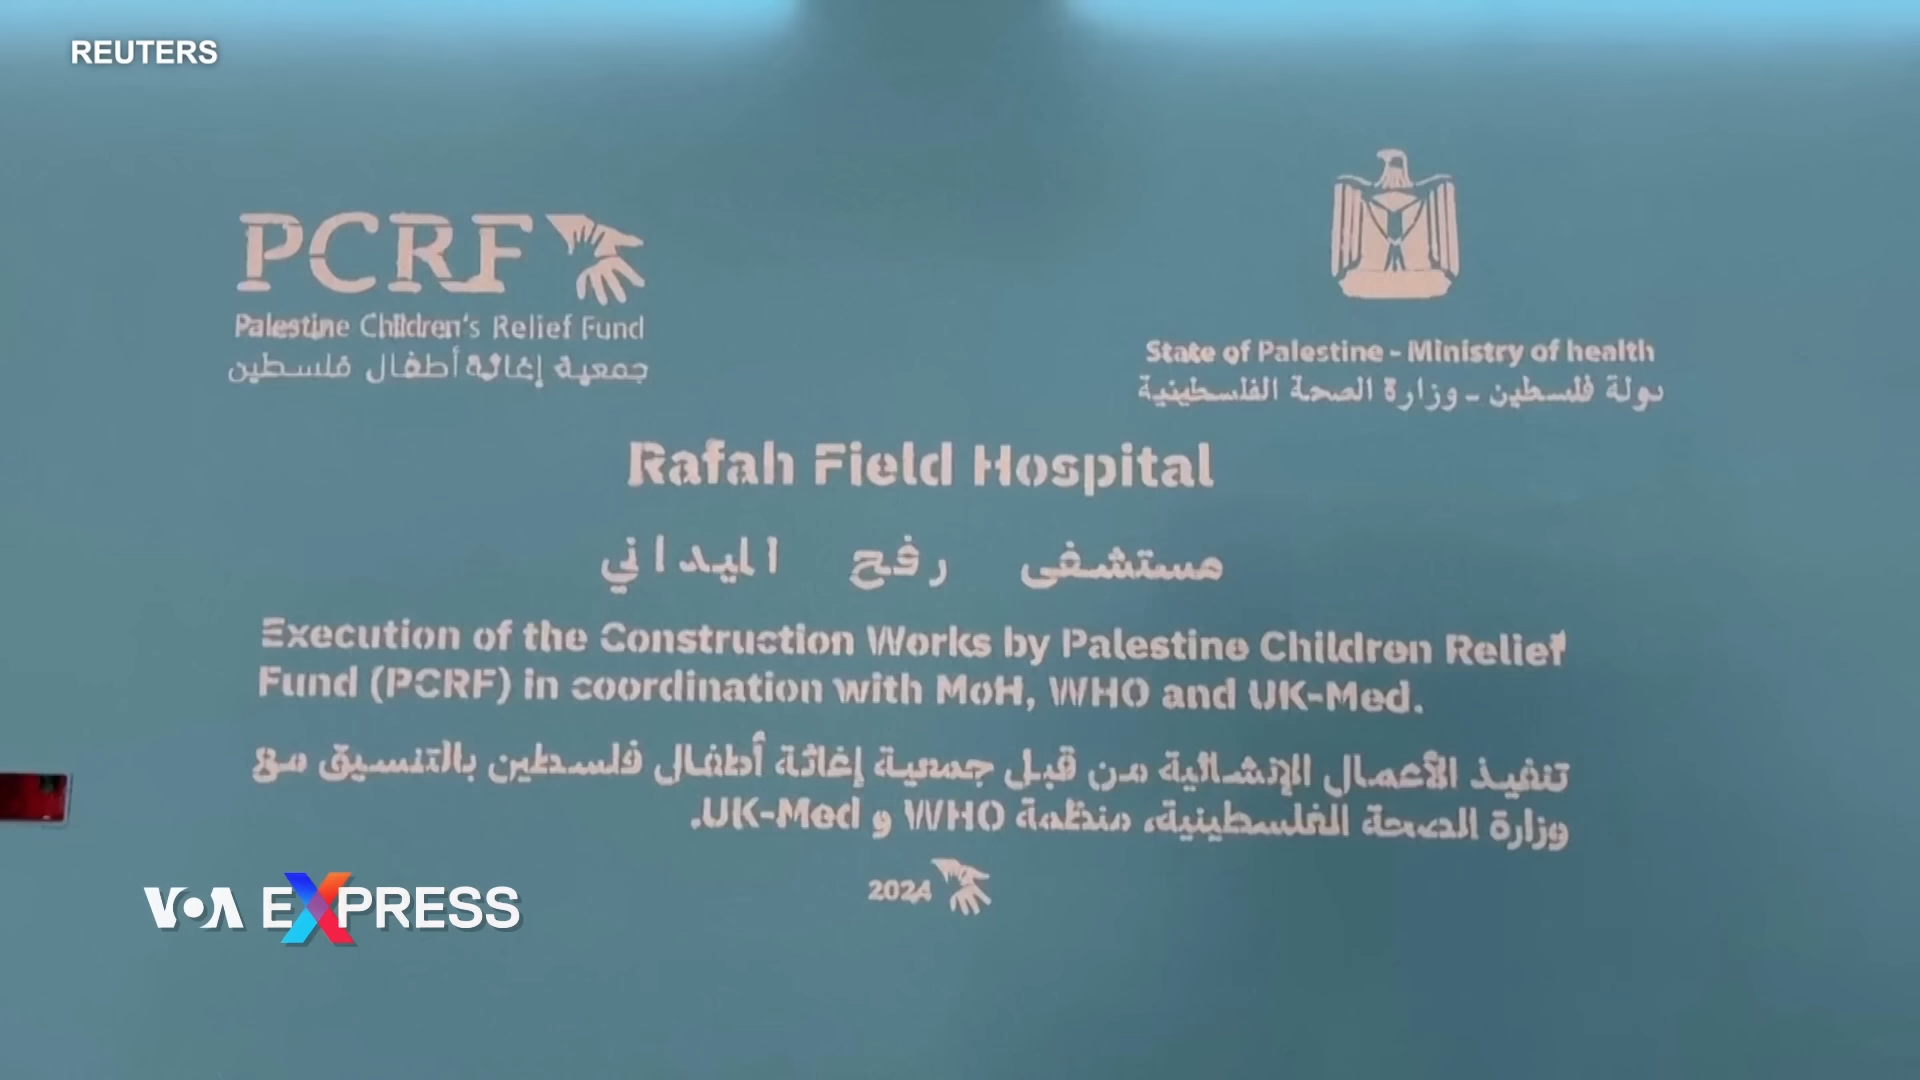 REUTERS
PCRF
Palestine Children's Relief Fund
جمعية إغاثة أطفال فلسطين
State of Palestine - Ministry of health
دولة فلسطين - وزارة الصحة الفلسطينية
Rafah Field Hospital
مستشفى رفح الميداني
Execution of the Construction Works by Palestine Children Relief
Fund (PCRF) in coordination with MoH, WHO and UK-Med.
تنفيذ الأعمال الإنشائية من قبل جمعية إغاثة أطفال فلسطين بالتنسيق مع
وزارة الصحة الفلسطينية، منظمة WHO و UK-Med.
2024
VOA EXPRESS